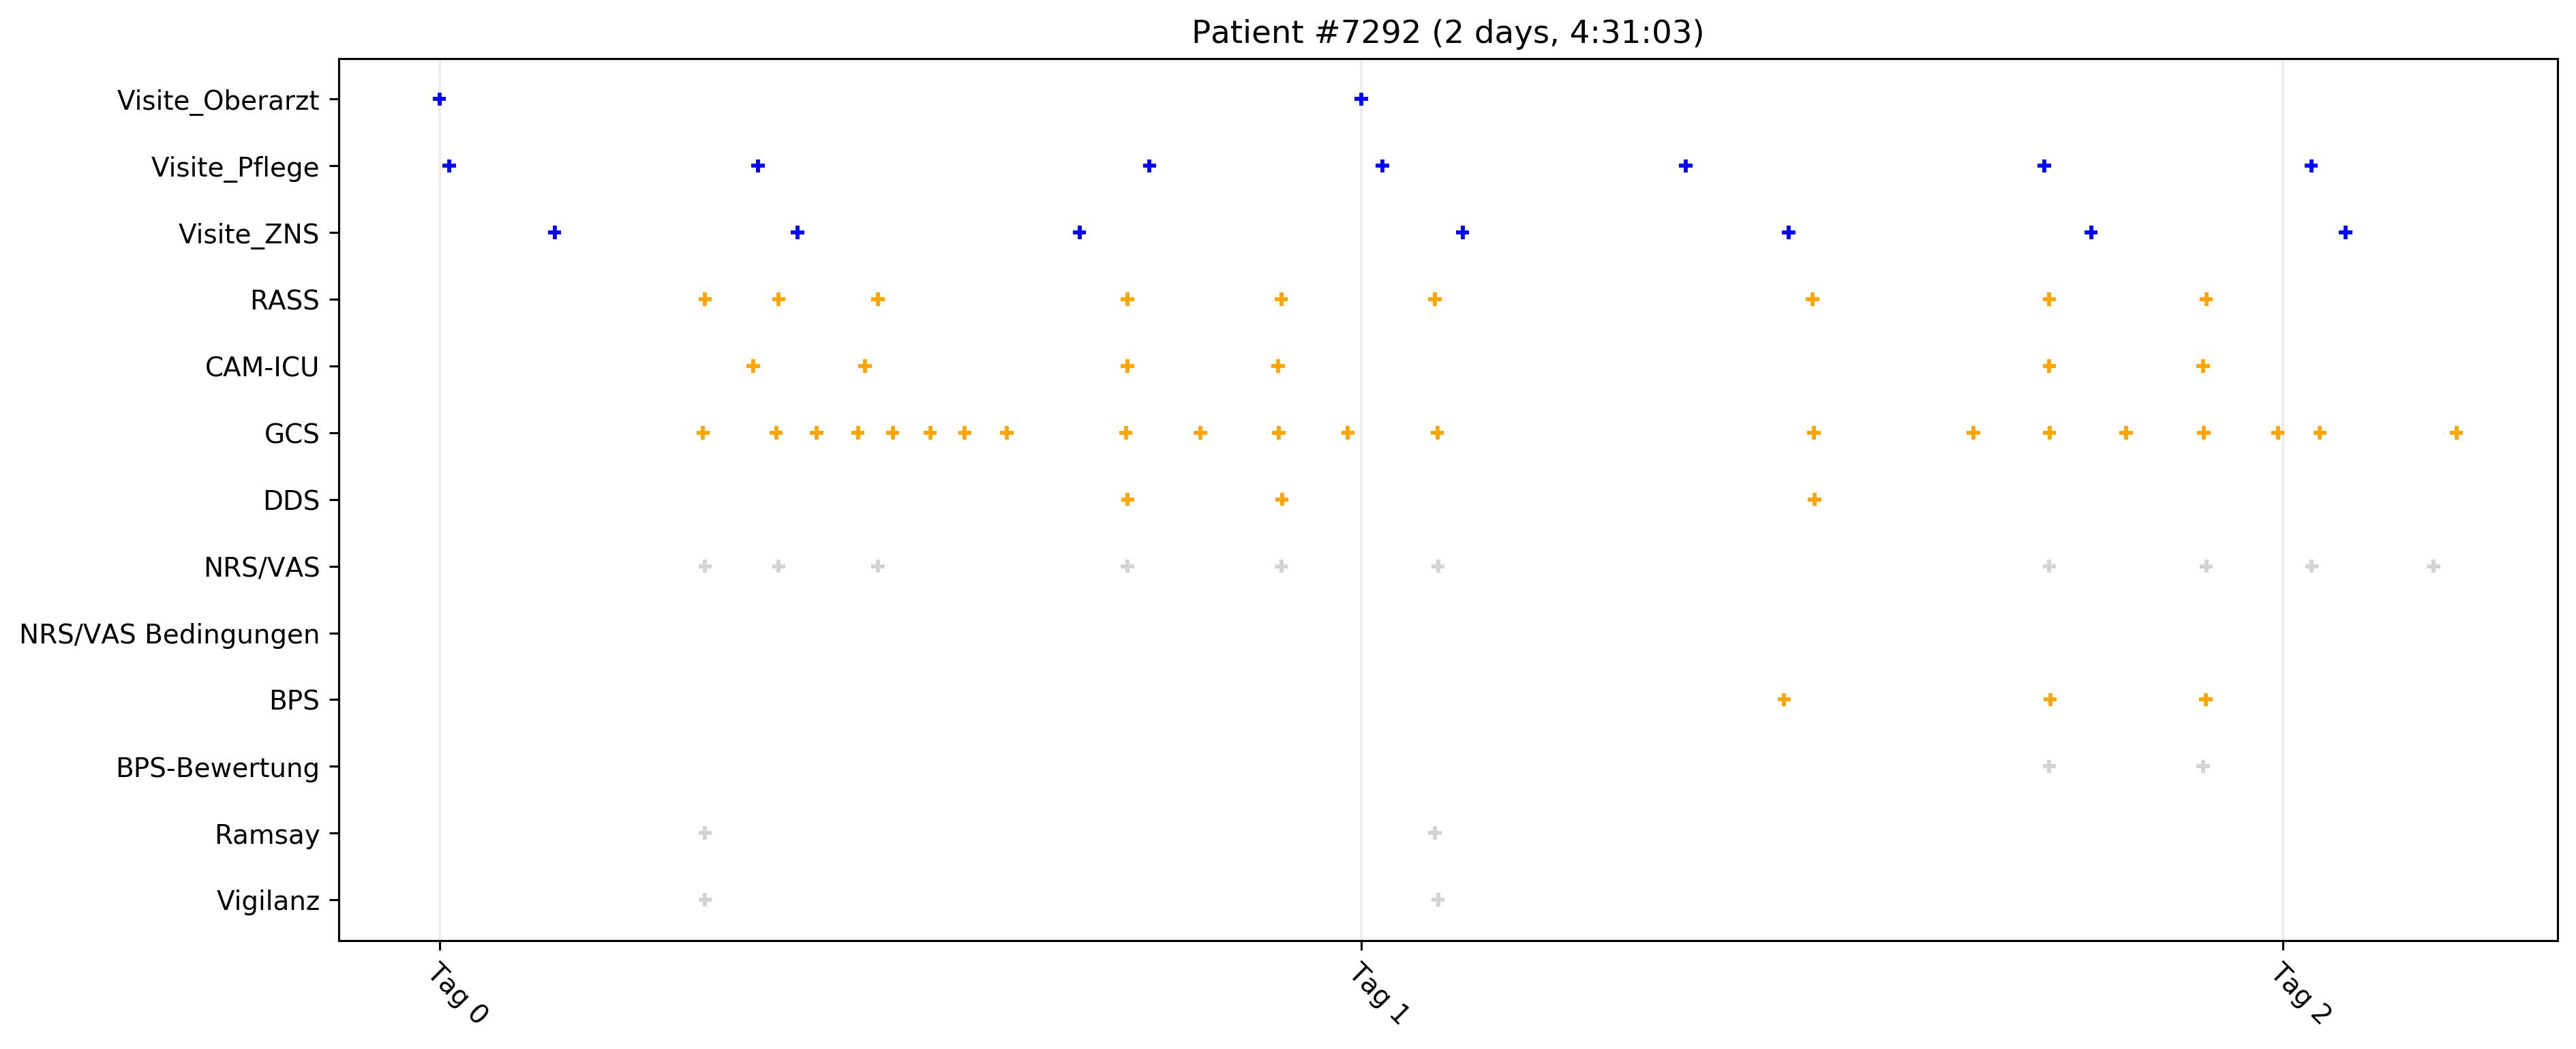 Patient #7292 (2 days, 4:31:03)
Visite_Oberarzt
Visite_Pflege
Visite_ZNS
RASS
CAM-ICU
GCS
DDS
NRS/VAS
NRS/VAS Bedingungen
BPS
BPS-Bewertung
Ramsay
Vigilanz
Tag 0
Tag 1
Tag 2